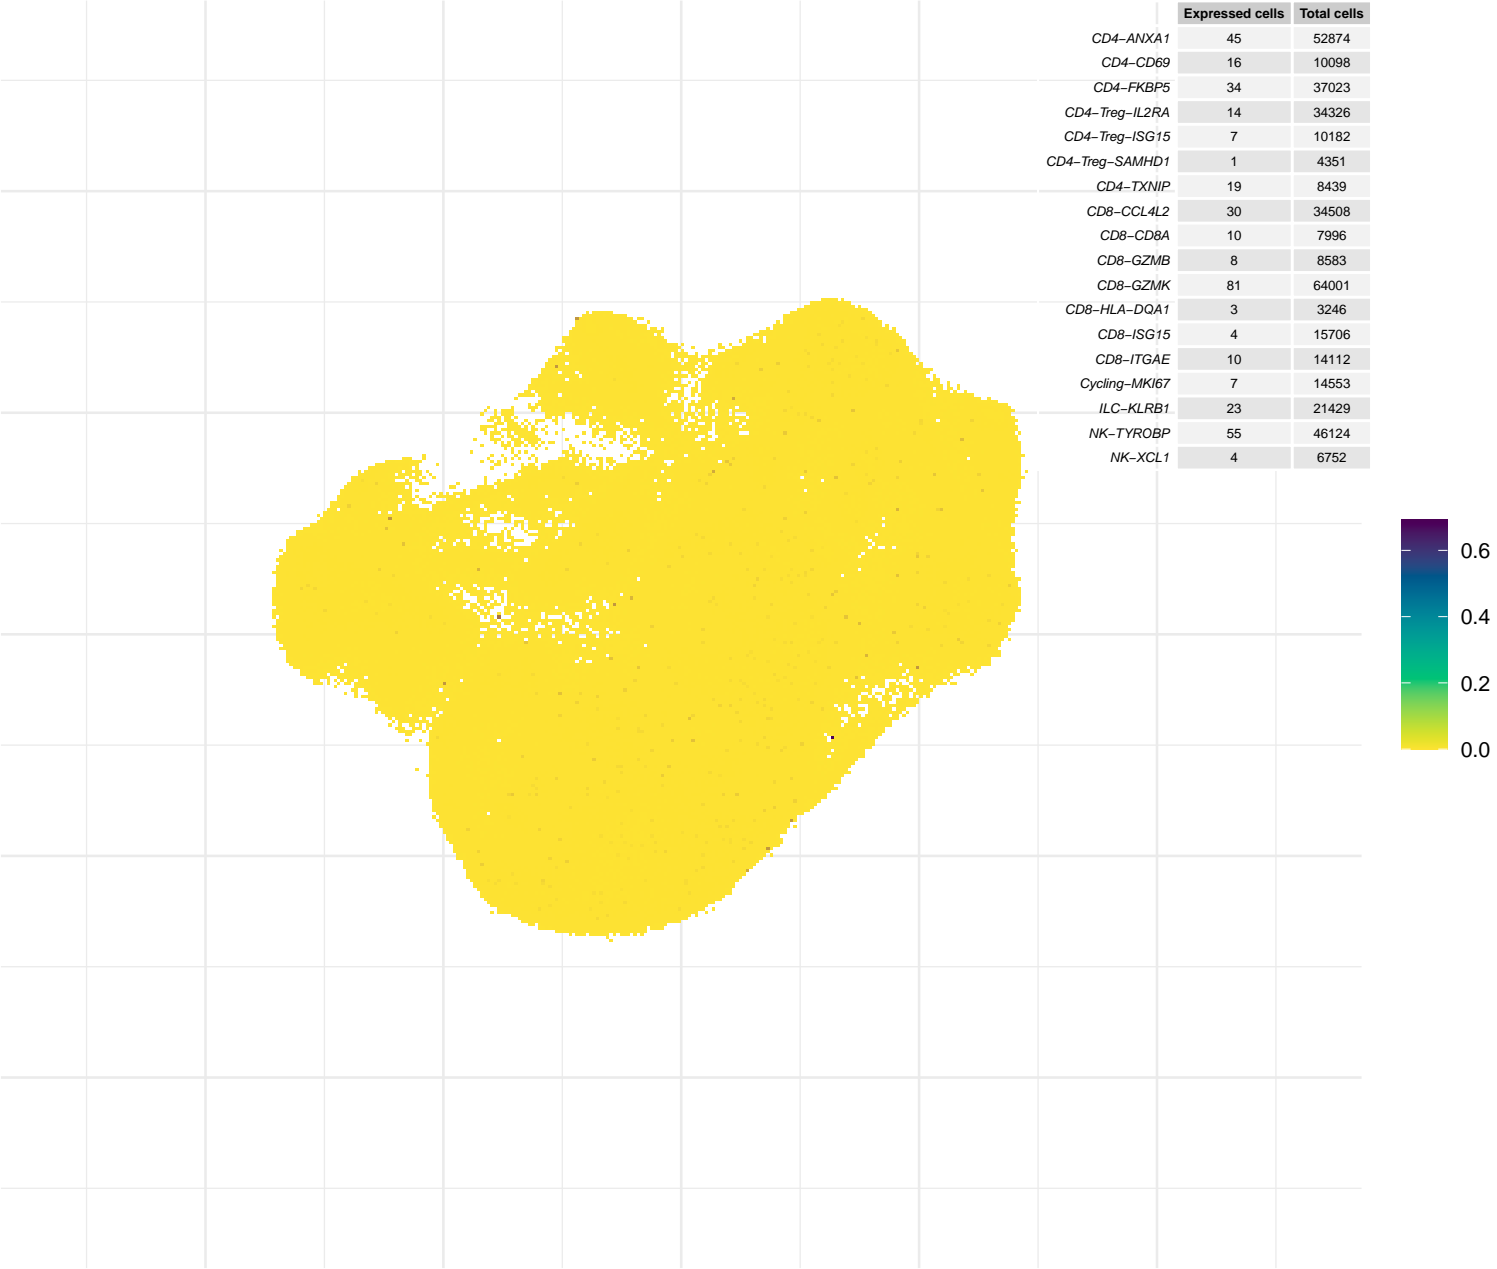 Expressed cells Total cells
CD4−ANXA1 45 52874
CD4−CD69 16 10098
CD4−FKBP5 34 37023
CD4−Treg−IL2RA 14 34326
CD4−Treg−ISG15 7 10182
CD4−Treg−SAMHD1 1 4351
CD4−TXNIP 19 8439
CD8−CCL4L2 30 34508
CD8−CD8A 10 7996
CD8−GZMB 8 8583
CD8−GZMK 81 64001
CD8−HLA−DQA1 3 3246
CD8−ISG15 4 15706
CD8−ITGAE 10 14112
Cycling−MKI67 7 14553
ILC−KLRB1 23 21429
NK−TYROBP 55 46124
NK−XCL1 4 6752
0.6
0.4
0.2
0.0